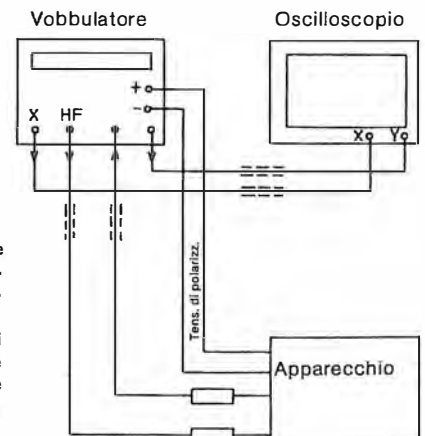 Vobbulatore
Oscilloscopio
+
-
X HF
X Y
e
-
-
i
e
e
Tens. di polarizz.
Apparecchio